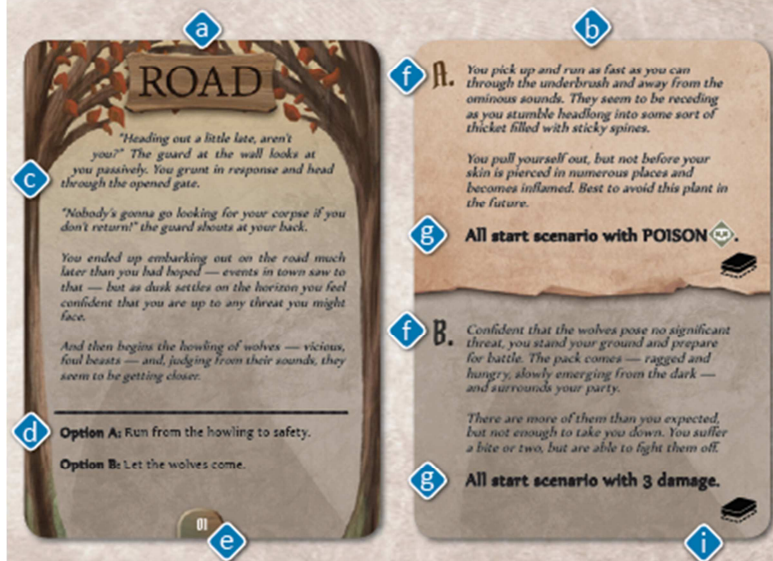 a
b
ROAD
c
"Heading out a little late, aren't
you?" The guard at the wall looks at
you passively. You grunt in response and head
through the opened gate.
"Nobody's gonna go looking for your corpse if you
don't return!" the guard shouts at your back.
You ended up embarking out on the road much
later than you had hoped — events in town saw to
that — but as dusk settles on the horizon you feel
confident that you are up to any threat you might
face.
And then begins the howling of wolves — vicious,
foul beasts — and, judging from their sounds, they
seem to be getting closer.
d
Option A: Run from the howling to safety.
Option B: Let the wolves come.
01
e
f
A.
You pick up and run as fast as you can
through the underbrush and away from the
ominous sounds. They seem to be receding
as you stumble headlong into some sort of
thicket filled with sticky spines.
You pull yourself out, but not before your
skin is pierced in numerous places and
becomes inflamed. Best to avoid this plant in
the future.
g
All start scenario with POISON .
f
B.
Confident that the wolves pose no significant
threat, you stand your ground and prepare
for battle. The pack comes — ragged and
hungry, slowly emerging from the dark —
and surrounds your party.
There are more of them than you expected,
but not enough to take you down. You suffer
a bite or two, but are able to fight them off.
g
All start scenario with 3 damage.
i